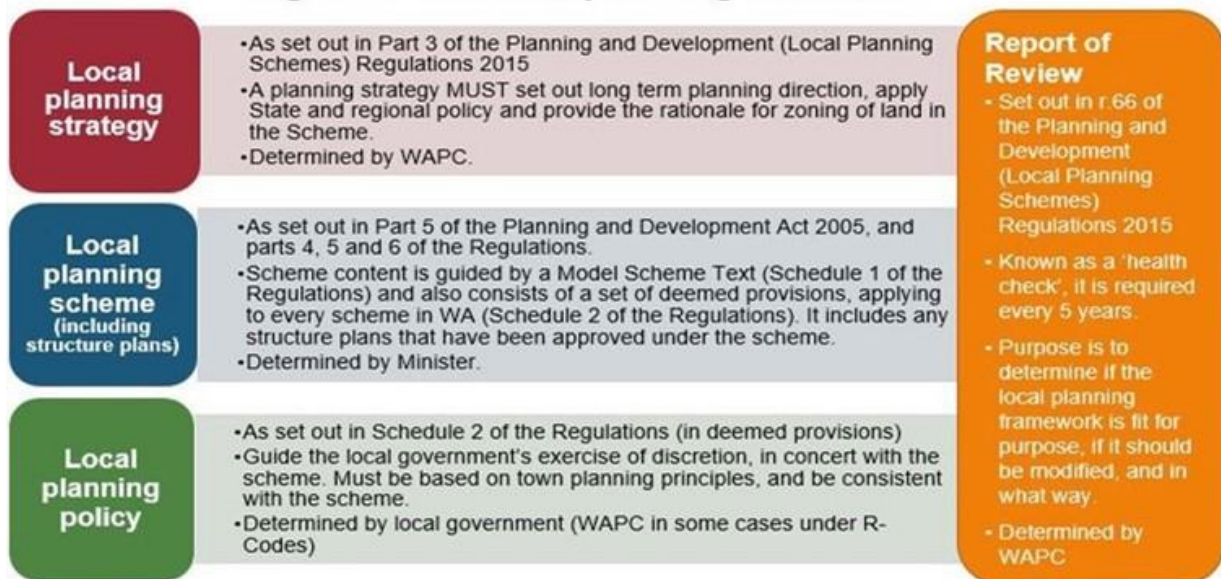 Local
planning
strategy
•As set out in Part 3 of the Planning and Development (Local Planning
Schemes) Regulations 2015
•A planning strategy MUST set out long term planning direction, apply
State and regional policy and provide the rationale for zoning of land in
the Scheme.
•Determined by WAPC.
Local
planning
scheme
(including
structure plans)
•As set out in Part 5 of the Planning and Development Act 2005, and
parts 4, 5 and 6 of the Regulations.
•Scheme content is guided by a Model Scheme Text (Schedule 1 of the
Regulations) and also consists of a set of deemed provisions, applying
to every scheme in WA (Schedule 2 of the Regulations). It includes any
structure plans that have been approved under the scheme.
•Determined by Minister.
Local
planning
policy
•As set out in Schedule 2 of the Regulations (in deemed provisions)
•Guide the local government's exercise of discretion, in concert with the
scheme. Must be based on town planning principles, and be consistent
with the scheme.
•Determined by local government (WAPC in some cases under R-
Codes)
Report of
Review
• Set out in r.66 of
the Planning and
Development
(Local Planning
Schemes)
Regulations 2015
• Known as a 'health
check', it is required
every 5 years.
• Purpose is to
determine if the
local planning
framework is fit for
purpose, if it should
be modified, and in
what way.
• Determined by
WAPC